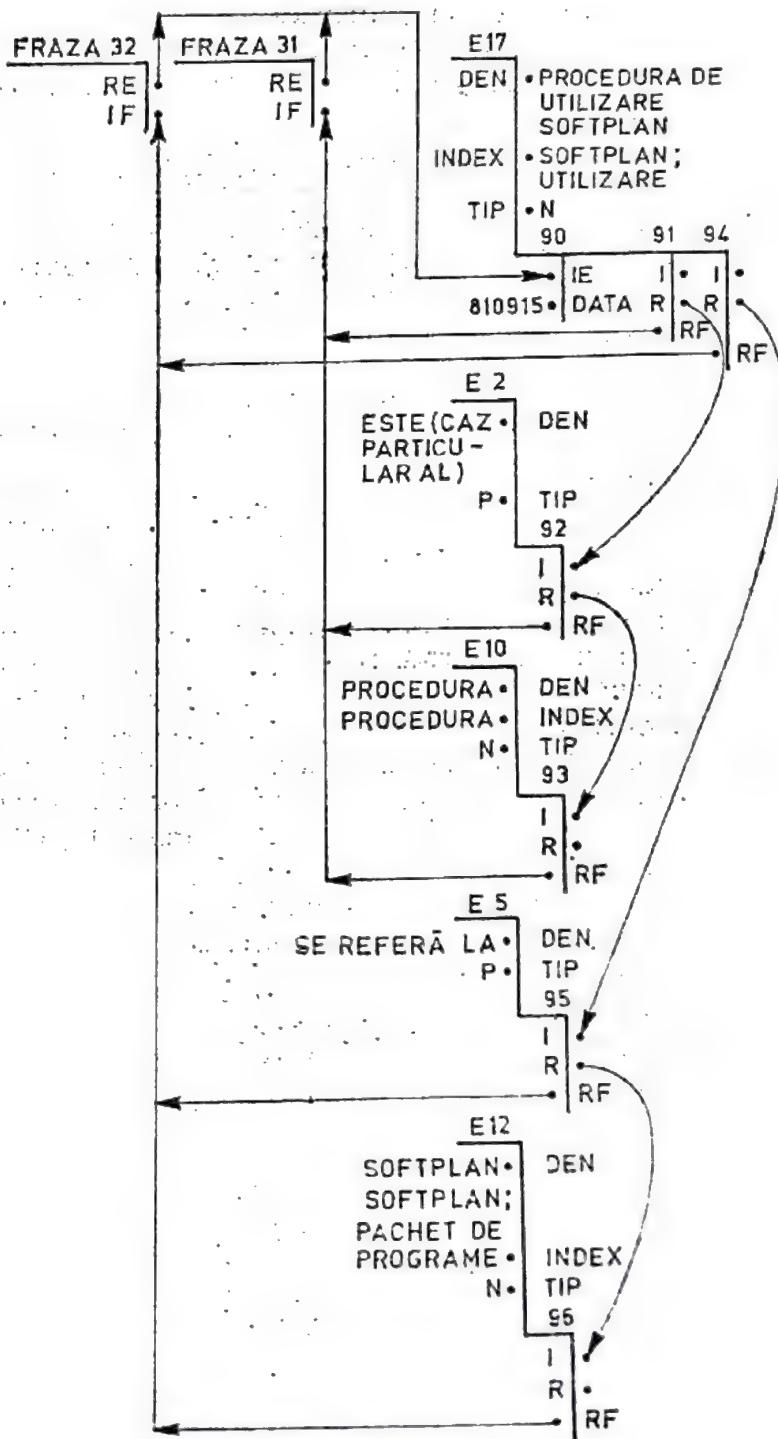 FRAZA 32 FRAZA 31
RE RE
IF IF
E17
DEN • PROCEDURA DE
UTILIZARE
SOFTPLAN
INDEX • SOFTPLAN;
UTILIZARE
TIP • N
90 91 94
IE I • I •
810915 • DATA R • R •
RF
RF
E 2
ESTE (CAZ • DEN
PARTICU-
LAR AL)
P • TIP
92
I
R
RF
E10
PROCEDURA • DEN
PROCEDURA • INDEX
N • TIP
93
I
R
RF
E 5
SE REFERĂ LA • DEN
P • TIP
95
I
R
RF
E12
SOFTPLAN • DEN
SOFTPLAN;
PACHET DE
PROGRAME • INDEX
N • TIP
96
I
R
RF